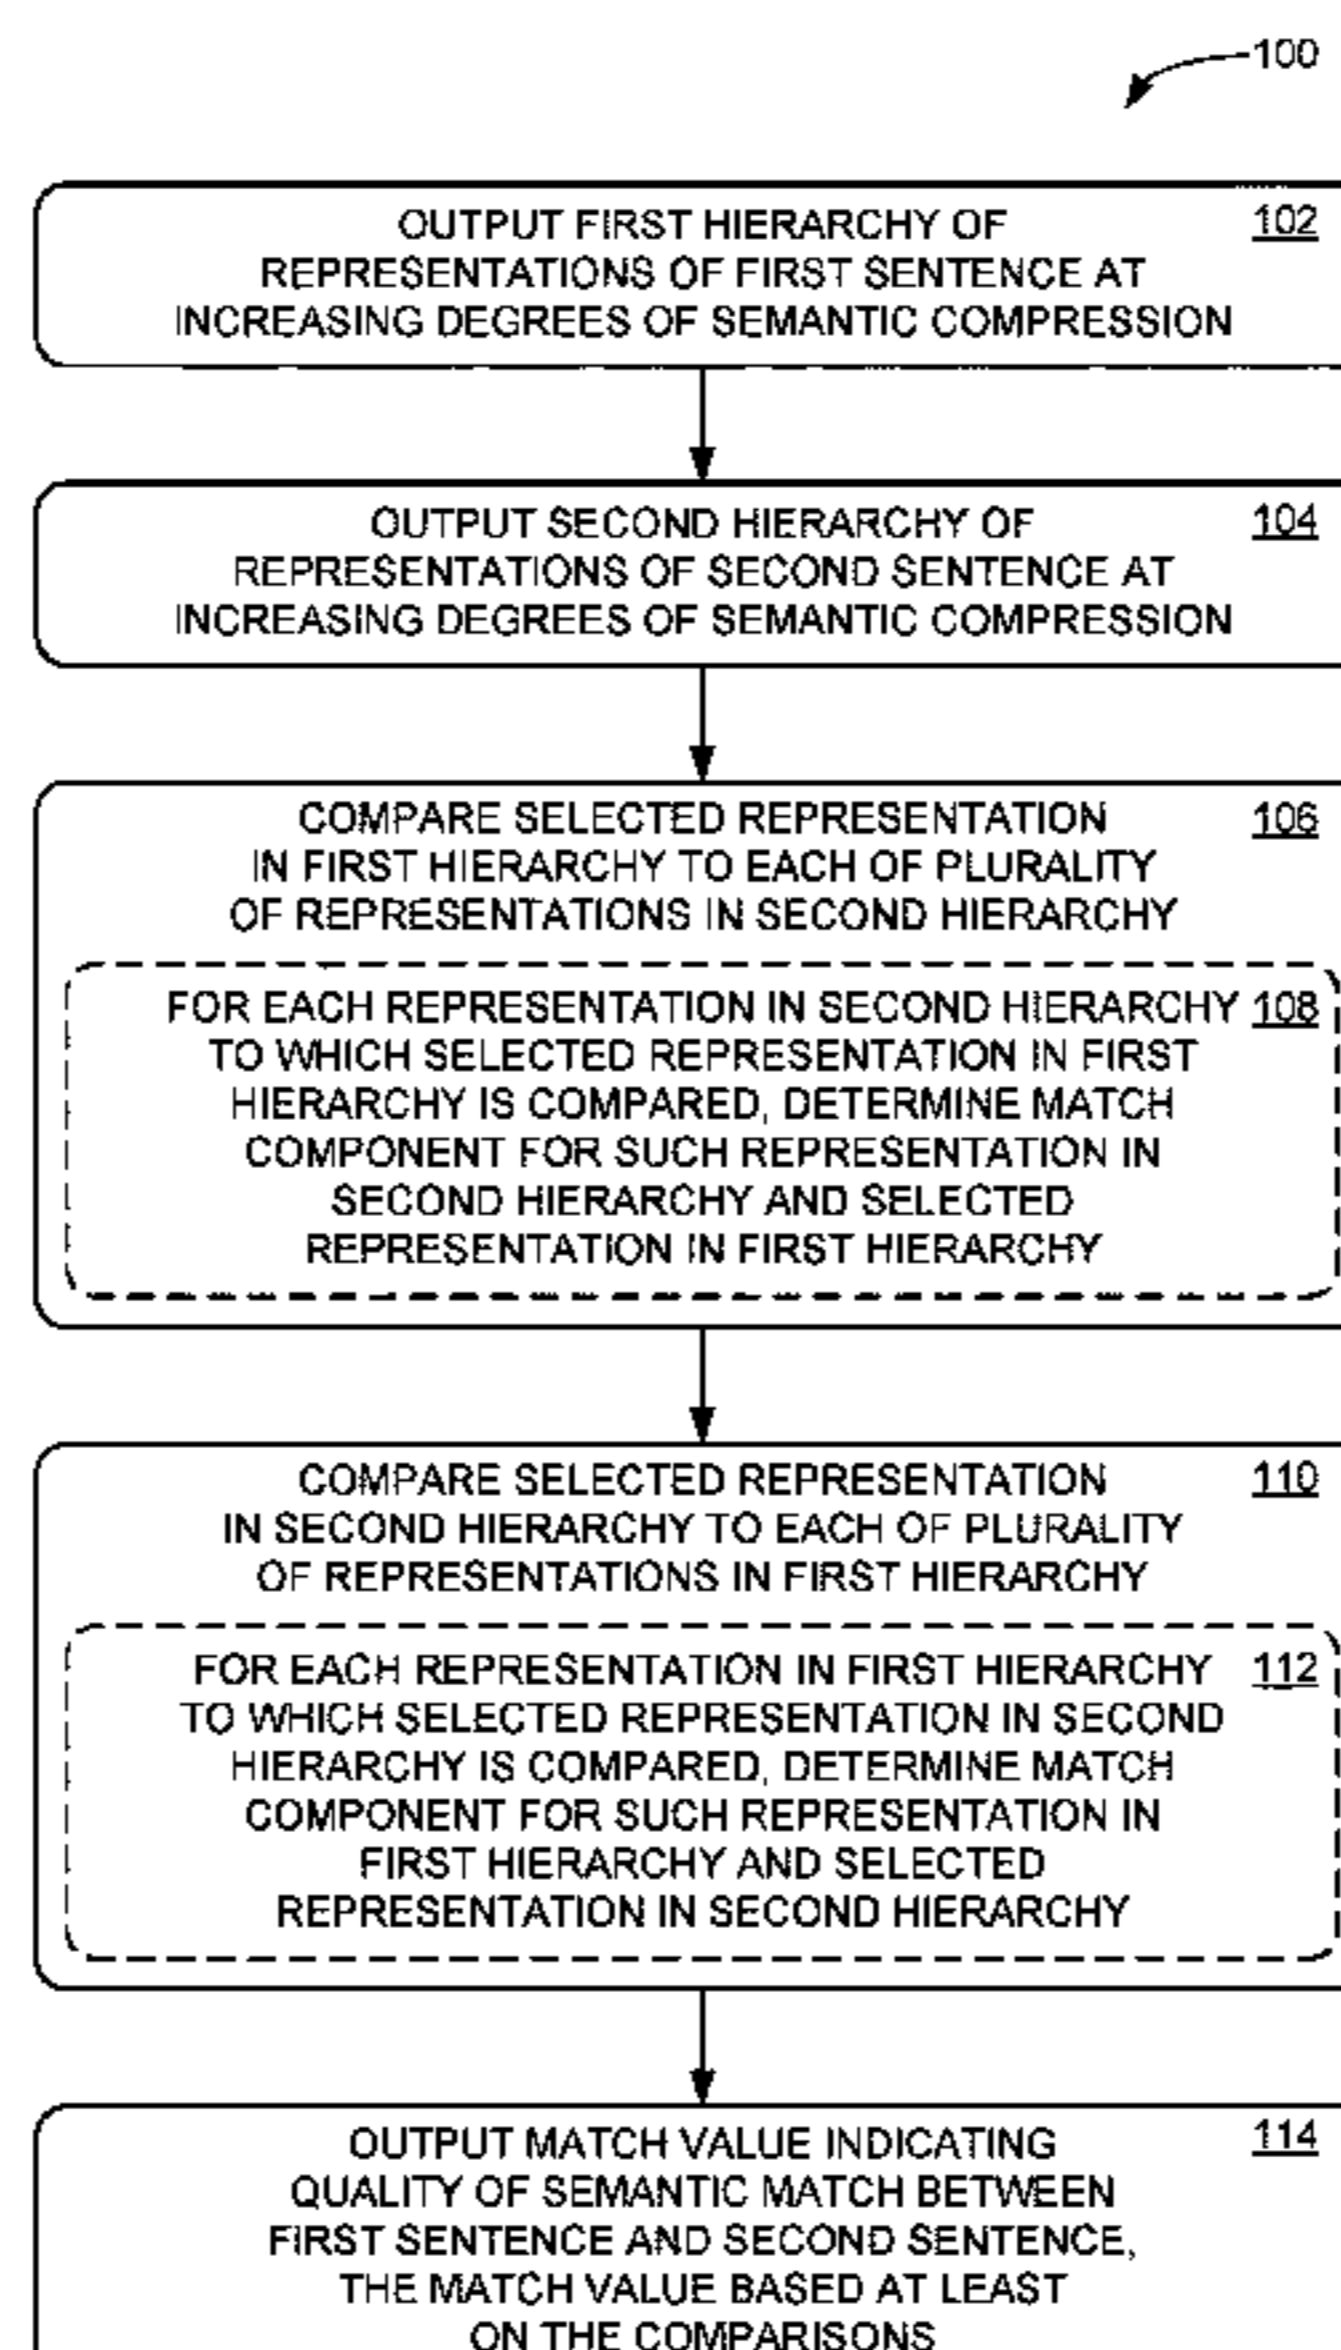 100
OUTPUT FIRST HIERARCHY OF
102
REPRESENTATIONS OF FIRST SENTENCE AT
INCREASING DEGREES OF SEMANTIC COMPRESSION
OUTPUT SECOND HIERARCHY OF
104
REPRESENTATIONS OF SECOND SENTENCE AT
INCREASING DEGREES OF SEMANTIC COMPRESSION
COMPARE SELECTED REPRESENTATION
106
IN FIRST HIERARCHY TO EACH OF PLURALITY
OF REPRESENTATIONS IN SECOND HIERARCHY
FOR EACH REPRESENTATION IN SECOND HIERARCHY
108
TO WHICH SELECTED REPRESENTATION IN FIRST
HIERARCHY IS COMPARED, DETERMINE MATCH
COMPONENT FOR SUCH REPRESENTATION IN
SECOND HIERARCHY AND SELECTED
REPRESENTATION IN FIRST HIERARCHY
COMPARE SELECTED REPRESENTATION
110
IN SECOND HIERARCHY TO EACH OF PLURALITY
OF REPRESENTATIONS IN FIRST HIERARCHY
FOR EACH REPRESENTATION IN FIRST HIERARCHY
112
TO WHICH SELECTED REPRESENTATION IN SECOND
HIERARCHY IS COMPARED, DETERMINE MATCH
COMPONENT FOR SUCH REPRESENTATION IN
FIRST HIERARCHY AND SELECTED
REPRESENTATION IN SECOND HIERARCHY
OUTPUT MATCH VALUE INDICATING
114
QUALITY OF SEMANTIC MATCH BETWEEN
FIRST SENTENCE AND SECOND SENTENCE,
THE MATCH VALUE BASED AT LEAST
ON THE COMPARISONS